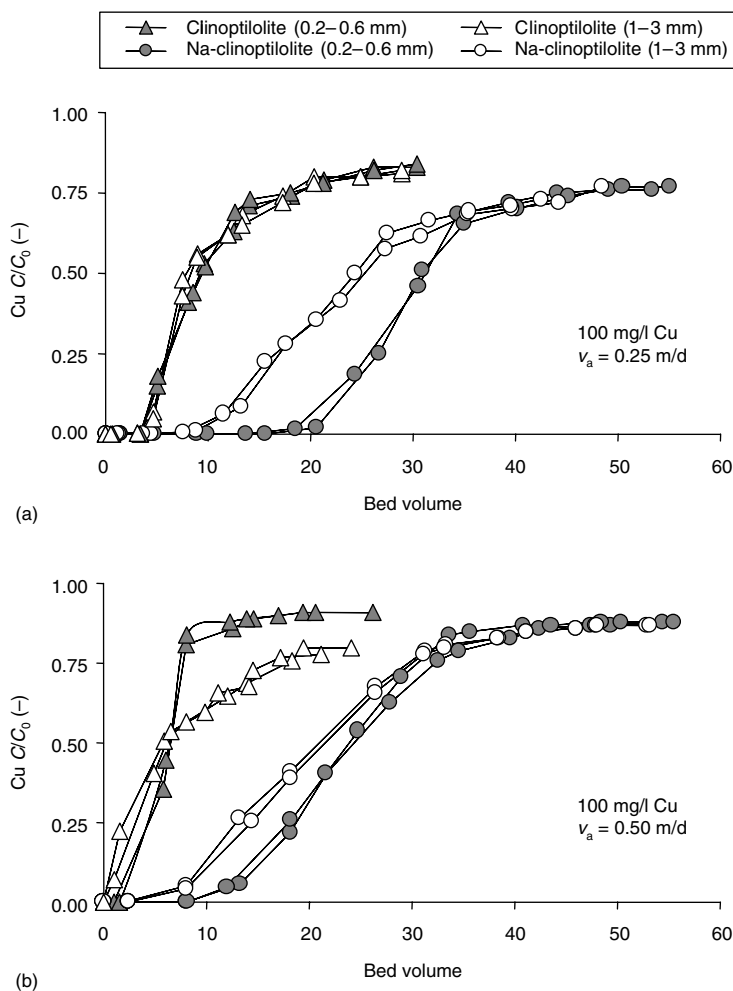 Clinoptilolite (0.2–0.6 mm) Clinoptilolite (1–3 mm)
Na-clinoptilolite (0.2–0.6 mm) Na-clinoptilolite (1–3 mm)
1.00
0.75
0.50
0.25
0.00
Cu C/C₀ (–)
100 mg/l Cu
vₐ = 0.25 m/d
0 10 20 30 40 50 60
Bed volume
(a)
1.00
0.75
0.50
0.25
0.00
Cu C/C₀ (–)
100 mg/l Cu
vₐ = 0.50 m/d
0 10 20 30 40 50 60
Bed volume
(b)